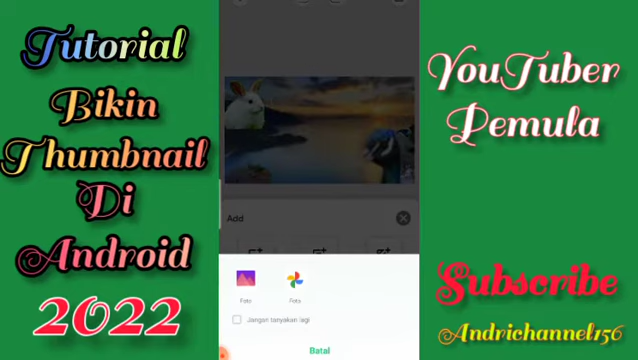 Tutorial
Bikin
Thumbnail
Di
Android
2022
Add
Foto
Foto
Jangan tanyakan lagi
Batal
YouTuber
Pemula
Subscribe
Andrichannel156